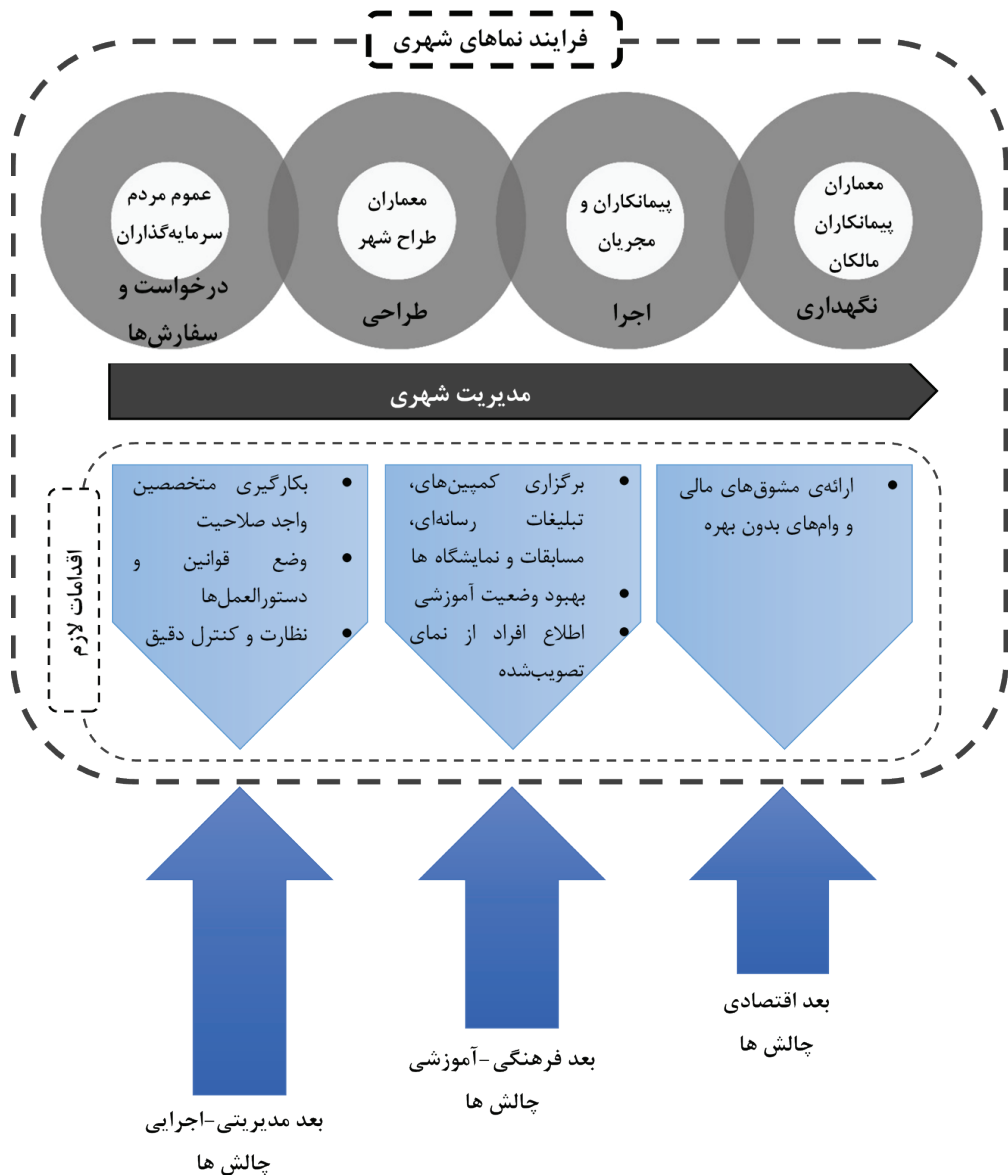 فرایند نماهای شهری
عموم مردم
سرمایه‌گذاران
درخواست و
سفارش‌ها
معماران
طراح شهر
طراحی
پیمانکاران و
مجریان
اجرا
معماران
پیمانکاران
مالکان
نگهداری
مدیریت شهری
اقدامات لازم
• بکارگیری متخصصین
واجد صلاحیت
• وضع قوانین و
دستورالعمل‌ها
• نظارت و کنترل دقیق
• برگزاری کمپین‌های،
تبلیغات رسانه‌ای،
مسابقات و نمایشگاه ها
• بهبود وضعیت آموزشی
• اطلاع افراد از نمای
تصویب‌شده
• ارائه‌ی مشوق‌های مالی
و وام‌های بدون بهره
بعد مدیریتی-اجرایی
چالش ها
بعد فرهنگی-آموزشی
چالش ها
بعد اقتصادی
چالش ها